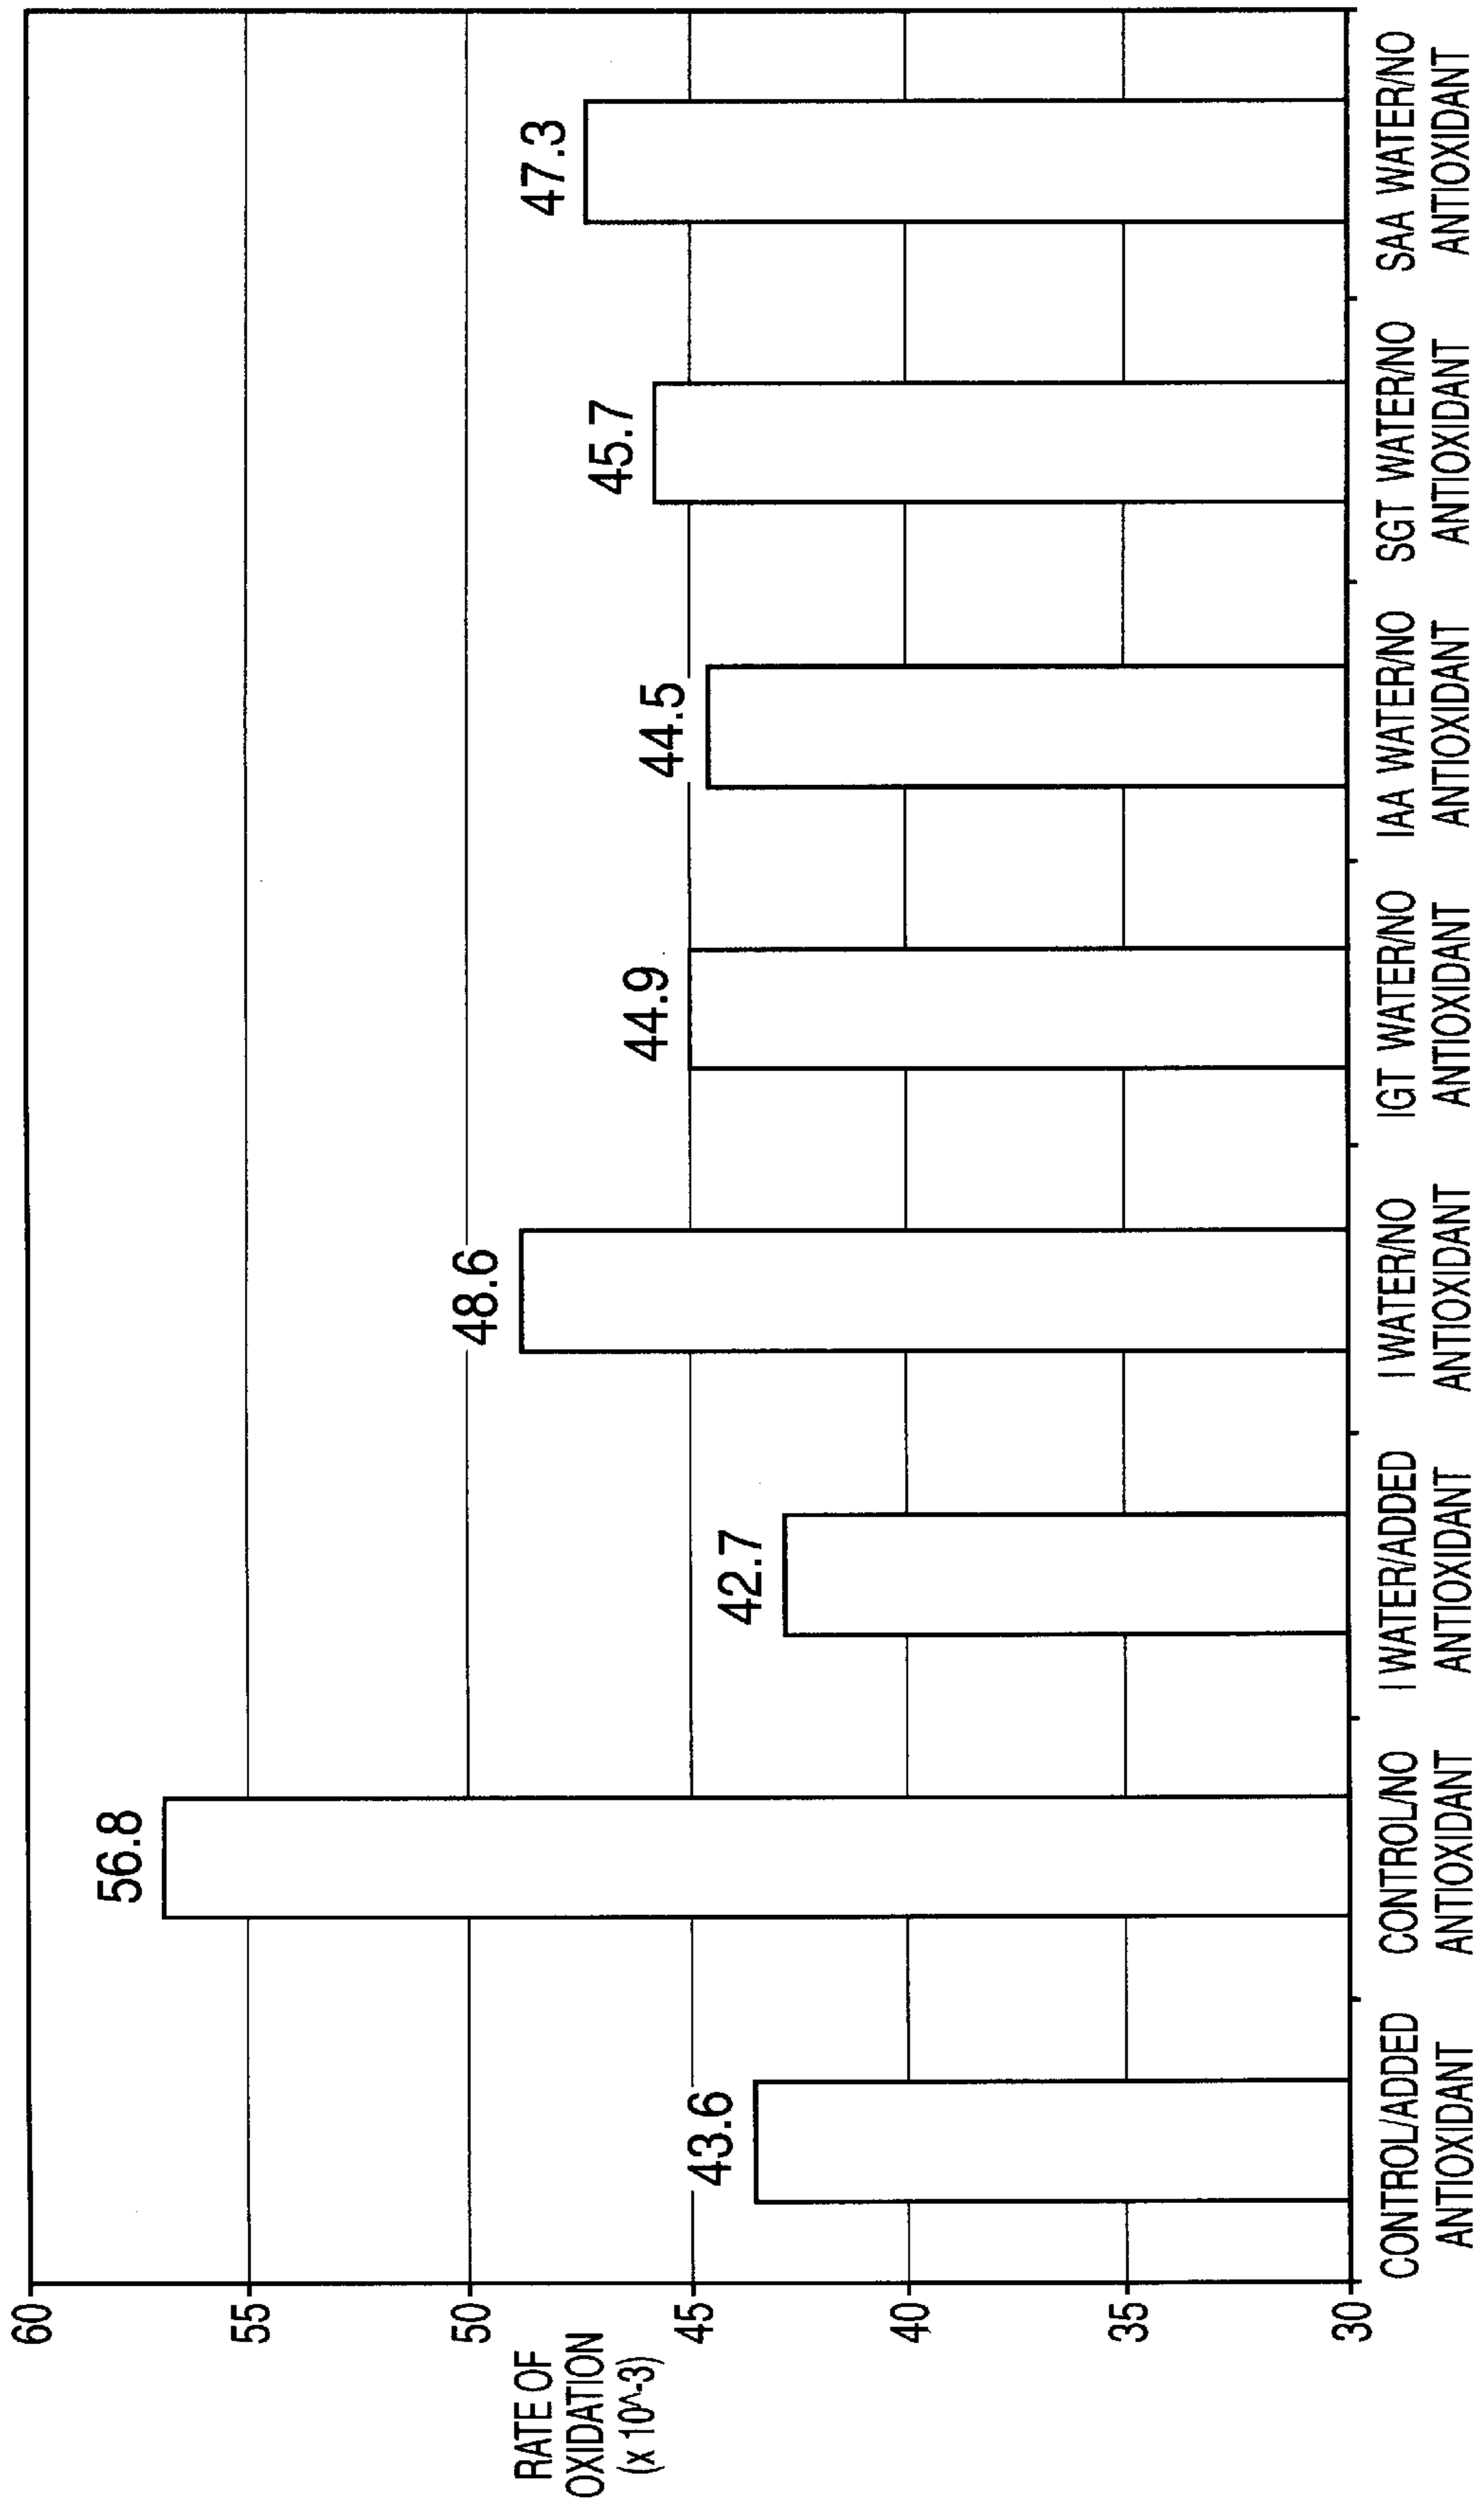 60
55
50
45
40
35
30
RATE OF
OXIDATION
(x 10^-3)
43.6
56.8
42.7
48.6
44.9
44.5
45.7
47.3
CONTROL/ADDED
ANTIOXIDANT
CONTROL/NO
ANTIOXIDANT
I WATER/ADDED
ANTIOXIDANT
I WATER/NO
ANTIOXIDANT
IGT WATER/NO
ANTIOXIDANT
IAA WATER/NO
ANTIOXIDANT
SGT WATER/NO
ANTIOXIDANT
SAA WATER/NO
ANTIOXIDANT